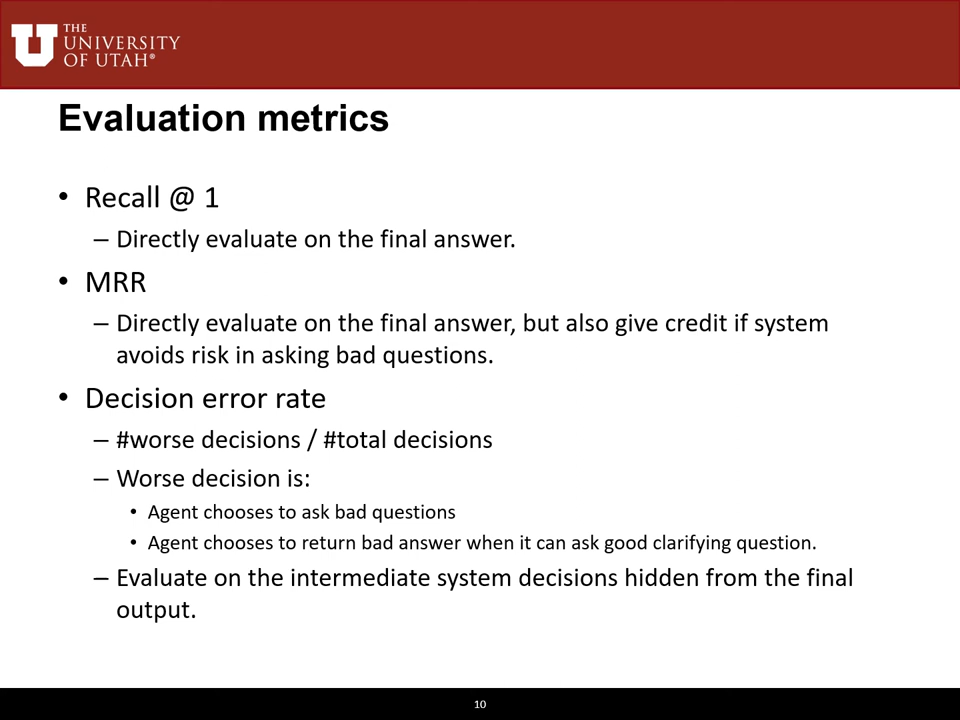 THE
UNIVERSITY
OF UTAH®
Evaluation metrics
• Recall @ 1
– Directly evaluate on the final answer.
• MRR
– Directly evaluate on the final answer, but also give credit if system
avoids risk in asking bad questions.
• Decision error rate
– #worse decisions / #total decisions
– Worse decision is:
• Agent chooses to ask bad questions
• Agent chooses to return bad answer when it can ask good clarifying question.
– Evaluate on the intermediate system decisions hidden from the final
output.
10